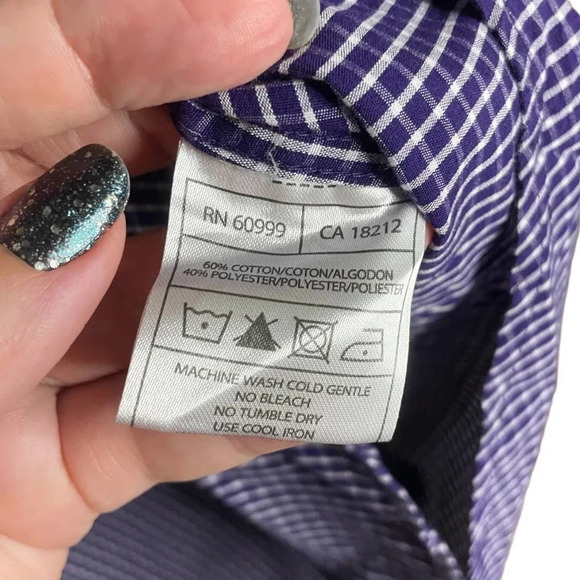 RN 60999 CA 18212
60% COTTON/COTON/ALGODON
40% POLYESTER/POLYESTER/POLIESTER
MACHINE WASH COLD GENTLE
NO BLEACH
NO TUMBLE DRY
USE COOL IRON